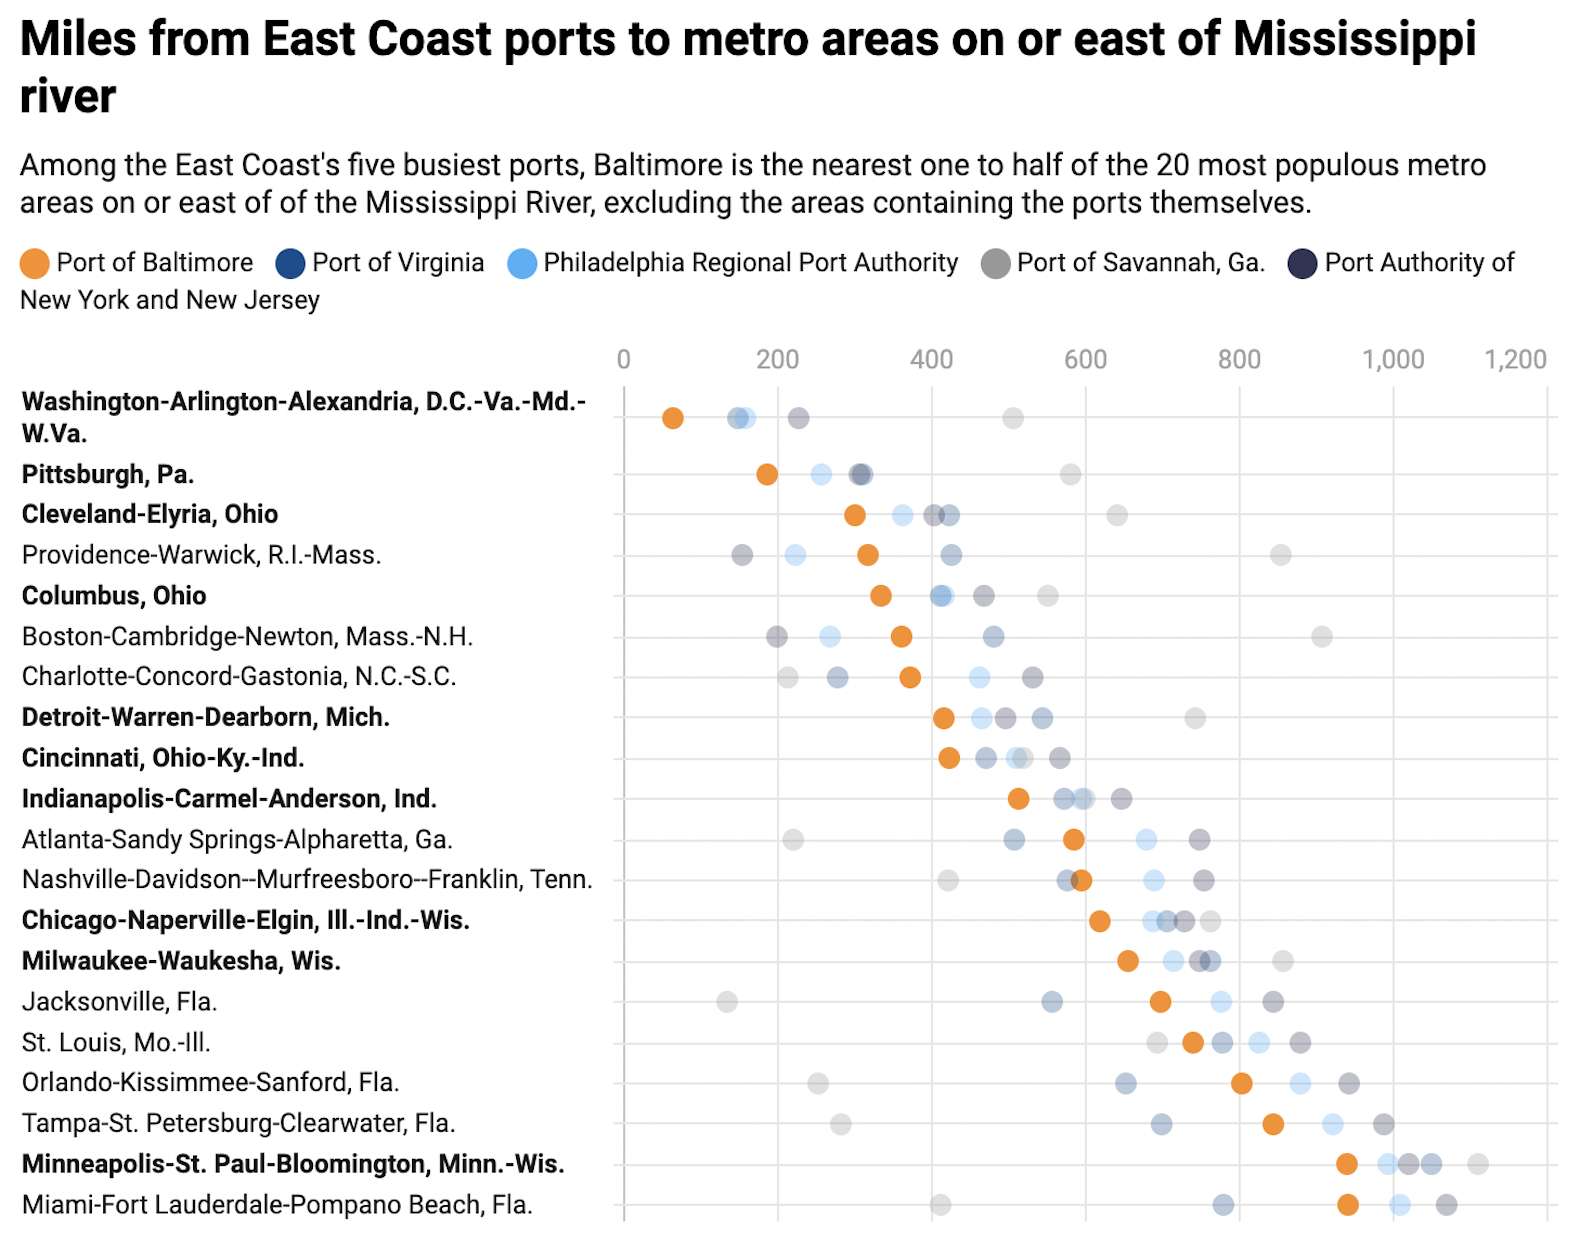 Miles from East Coast ports to metro areas on or east of Mississippi
river
Among the East Coast's five busiest ports, Baltimore is the nearest one to half of the 20 most populous metro
areas on or east of of the Mississippi River, excluding the areas containing the ports themselves.
Port of Baltimore Port of Virginia Philadelphia Regional Port Authority Port of Savannah, Ga. Port Authority of
New York and New Jersey
0 200 400 600 800 1,000 1,200
Washington-Arlington-Alexandria, D.C.-Va.-Md.-
W.Va.
Pittsburgh, Pa.
Cleveland-Elyria, Ohio
Providence-Warwick, R.I.-Mass.
Columbus, Ohio
Boston-Cambridge-Newton, Mass.-N.H.
Charlotte-Concord-Gastonia, N.C.-S.C.
Detroit-Warren-Dearborn, Mich.
Cincinnati, Ohio-Ky.-Ind.
Indianapolis-Carmel-Anderson, Ind.
Atlanta-Sandy Springs-Alpharetta, Ga.
Nashville-Davidson--Murfreesboro--Franklin, Tenn.
Chicago-Naperville-Elgin, Ill.-Ind.-Wis.
Milwaukee-Waukesha, Wis.
Jacksonville, Fla.
St. Louis, Mo.-Ill.
Orlando-Kissimmee-Sanford, Fla.
Tampa-St. Petersburg-Clearwater, Fla.
Minneapolis-St. Paul-Bloomington, Minn.-Wis.
Miami-Fort Lauderdale-Pompano Beach, Fla.